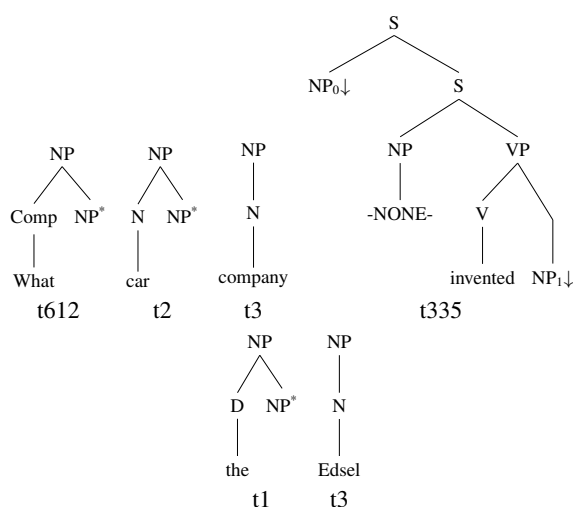 S
NP₀↓ S
NP NP NP NP VP
Comp NP* N NP* N -NONE- V
What car company invented NP₁↓
t612 t2 t3 t335
NP NP
D NP* N
the Edsel
t1 t3